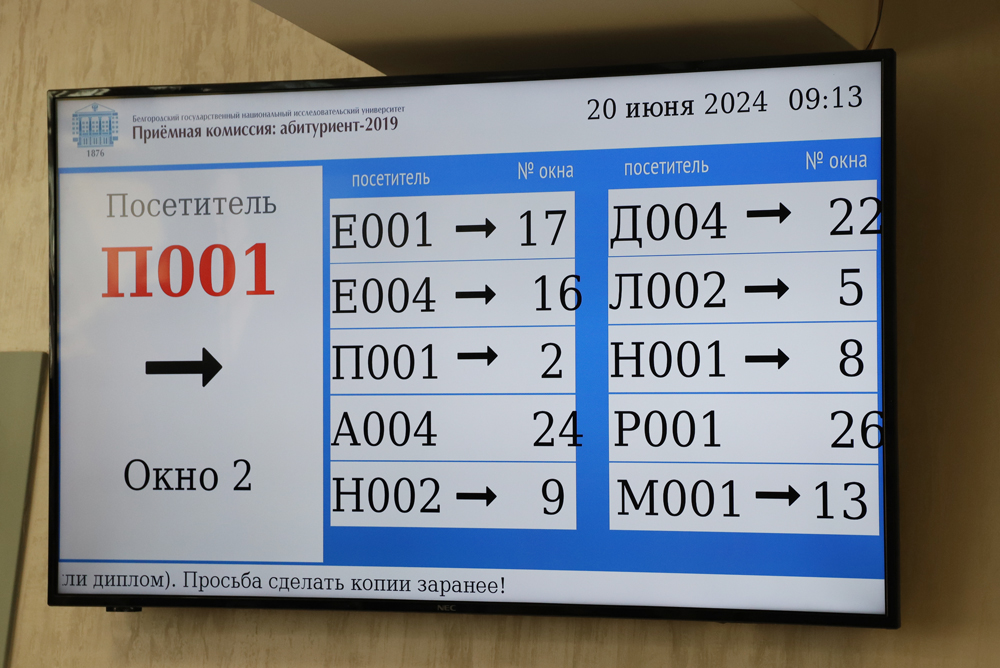 Белгородский государственный национальный исследовательский университет
Приёмная комиссия: абитуриент-2019
1876
20 июня 2024 09:13
Посетитель
П001
→
Окно 2
посетитель № окна
Е001 → 17
Е004 → 16
П001 → 2
А004 24
Н002 → 9
посетитель № окна
Д004 → 22
Л002 → 5
Н001 → 8
Р001 26
М001 → 13
ли диплом). Просьба сделать копии заранее!
NEC